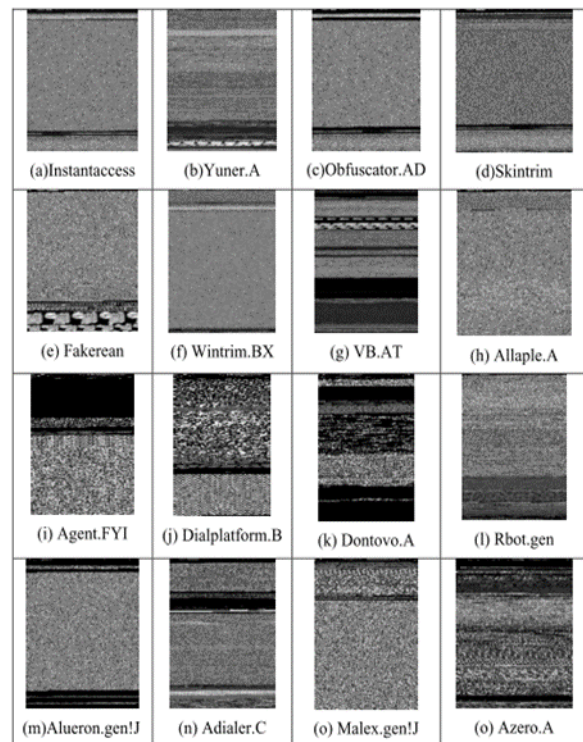 (a)Instantaccess
(b)Yuner.A
(c)Obfuscator.AD
(d)Skintrim
(e) Fakerean
(f) Wintrim.BX
(g) VB.AT
(h) Allaple.A
(i) Agent.FYI
(j) Dialplatform.B
(k) Dontovo.A
(l) Rbot.gen
(m)Alueron.gen!J
(n) Adialer.C
(o) Malex.gen!J
(o) Azero.A